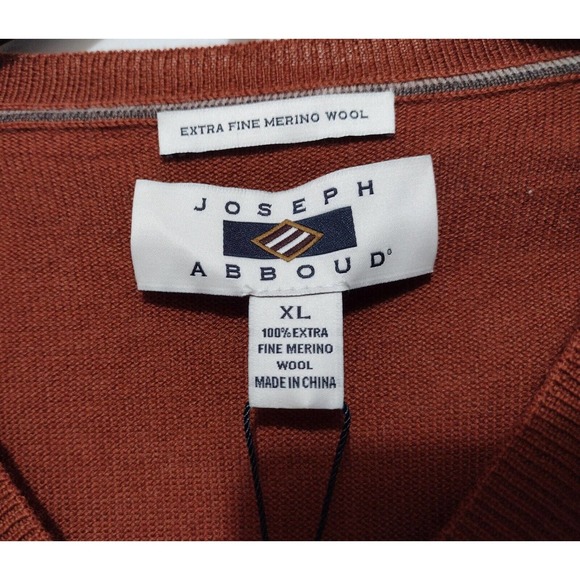 EXTRA FINE MERINO WOOL
JOSEPH
ABBOUD
XL
100% EXTRA
FINE MERINO
WOOL
MADE IN CHINA